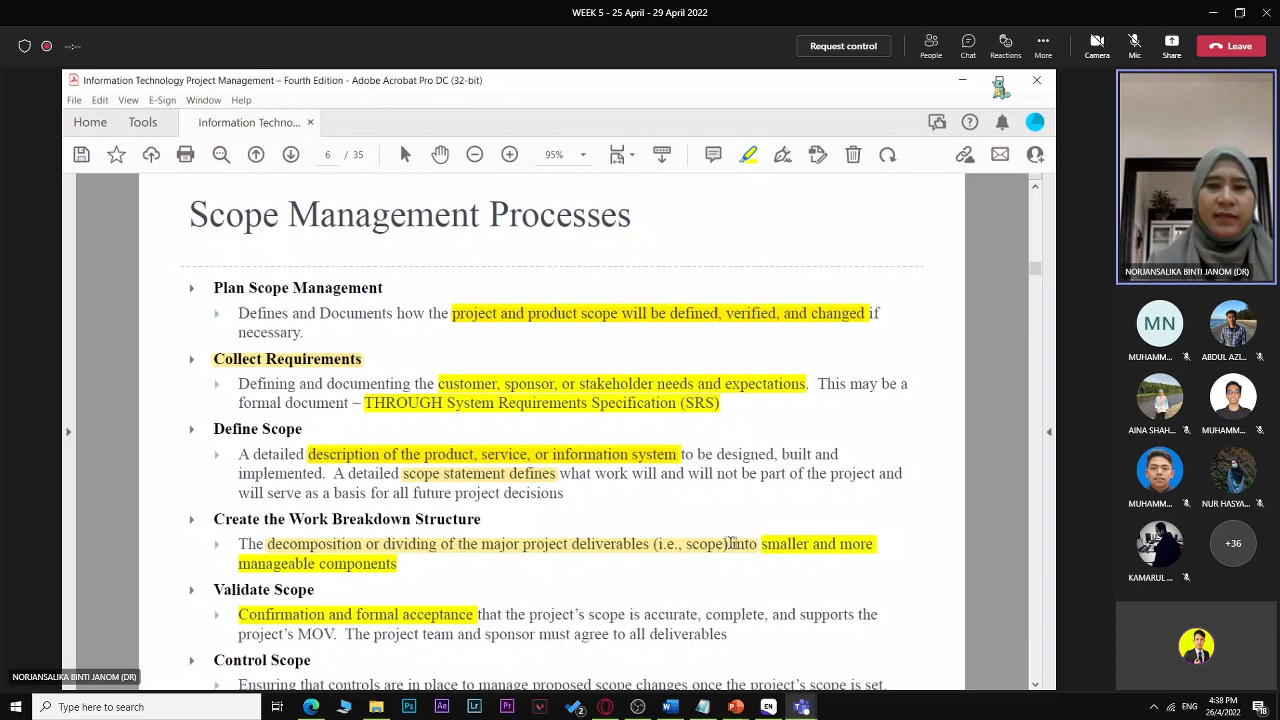 WEEK 5 - 25 April - 29 April 2022
--:--
Request control
People
Chat
Reactions
More
Camera
Mic
Share
Leave
Information Technology Project Management – Fourth Edition - Adobe Acrobat Pro DC (32-bit)
File Edit View E-Sign Window Help
Home Tools Information Techno... ×
6 / 35
95%
Scope Management Processes
Plan Scope Management
Defines and Documents how the project and product scope will be defined, verified, and changed if
necessary.
Collect Requirements
Defining and documenting the customer, sponsor, or stakeholder needs and expectations. This may be a
formal document – THROUGH System Requirements Specification (SRS)
Define Scope
A detailed description of the product, service, or information system to be designed, built and
implemented. A detailed scope statement defines what work will and will not be part of the project and
will serve as a basis for all future project decisions
Create the Work Breakdown Structure
The decomposition or dividing of the major project deliverables (i.e., scope) into smaller and more
manageable components
Validate Scope
Confirmation and formal acceptance that the project's scope is accurate, complete, and supports the
project's MOV. The project team and sponsor must agree to all deliverables
Control Scope
Ensuring that controls are in place to manage proposed scope changes once the project's scope is set.
NORJANSALIKA BINTI JANOM (DR)
NORJANSALIKA BINTI JANOM (DR)
MN
MUHAMM...
ABDUL AZI...
AINA SHAH...
MUHAMM...
MUHAMM...
NUR HASYA...
KAMARUL ...
+36
Type here to search
Ps
Ae
Lr
Pr
EN
4:38 PM
26/4/2022
18